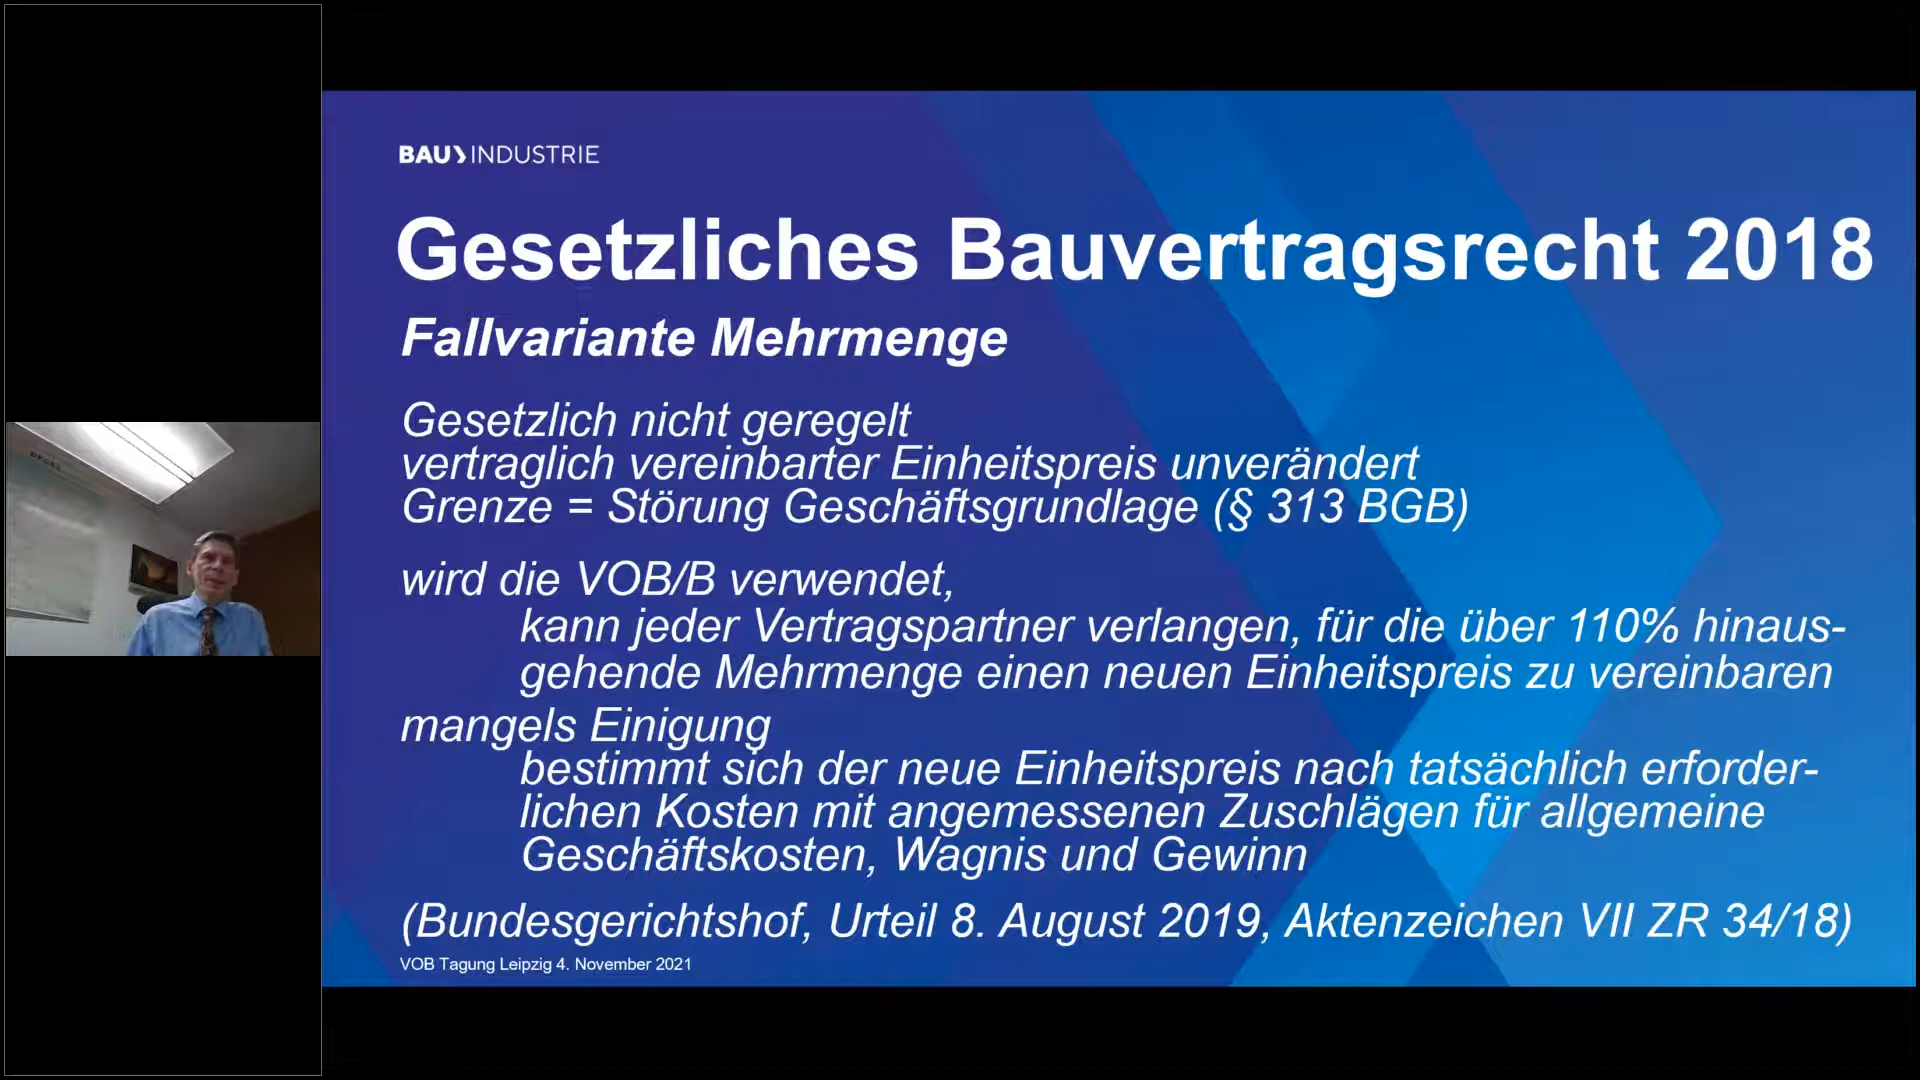 BAU INDUSTRIE
Gesetzliches Bauvertragsrecht 2018
Fallvariante Mehrmenge
Gesetzlich nicht geregelt
vertraglich vereinbarter Einheitspreis unverändert
Grenze = Störung Geschäftsgrundlage (§ 313 BGB)
wird die VOB/B verwendet,
kann jeder Vertragspartner verlangen, für die über 110% hinaus-
gehende Mehrmenge einen neuen Einheitspreis zu vereinbaren
mangels Einigung
bestimmt sich der neue Einheitspreis nach tatsächlich erforder-
lichen Kosten mit angemessenen Zuschlägen für allgemeine
Geschäftskosten, Wagnis und Gewinn
(Bundesgerichtshof, Urteil 8. August 2019, Aktenzeichen VII ZR 34/18)
VOB Tagung Leipzig 4. November 2021